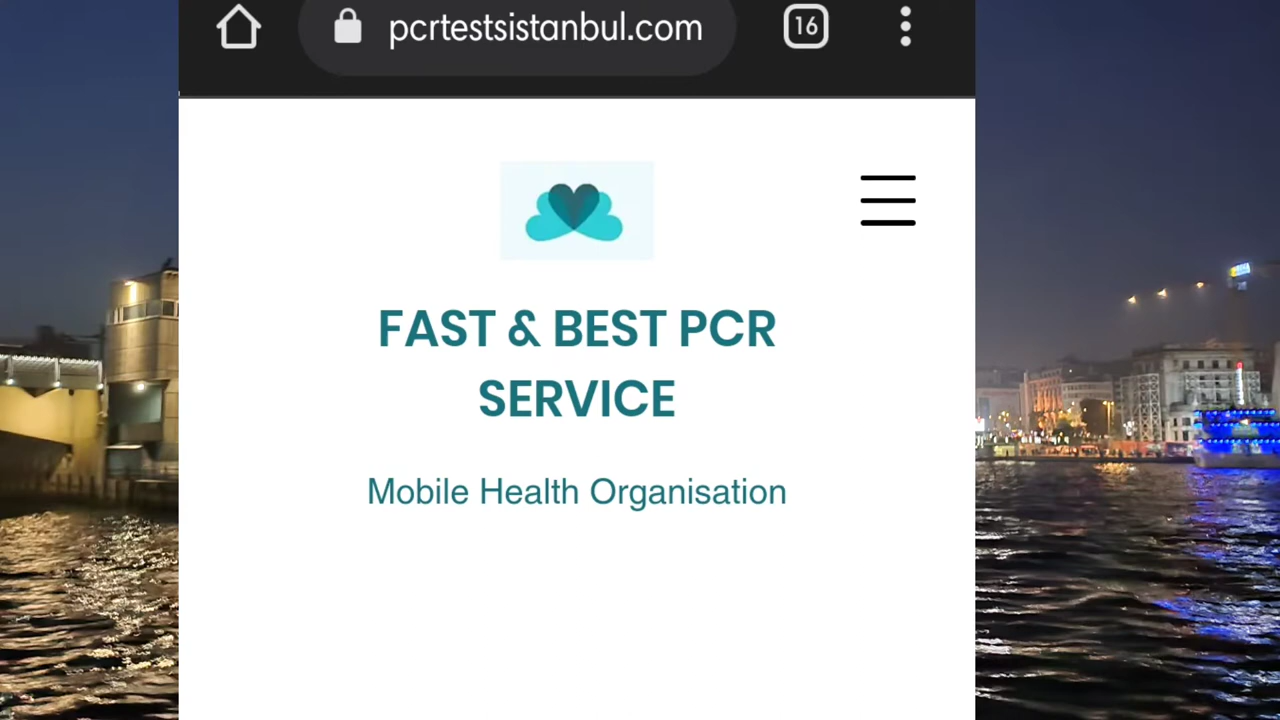 pcrtestsistanbul.com
16
FAST & BEST PCR
SERVICE
Mobile Health Organisation